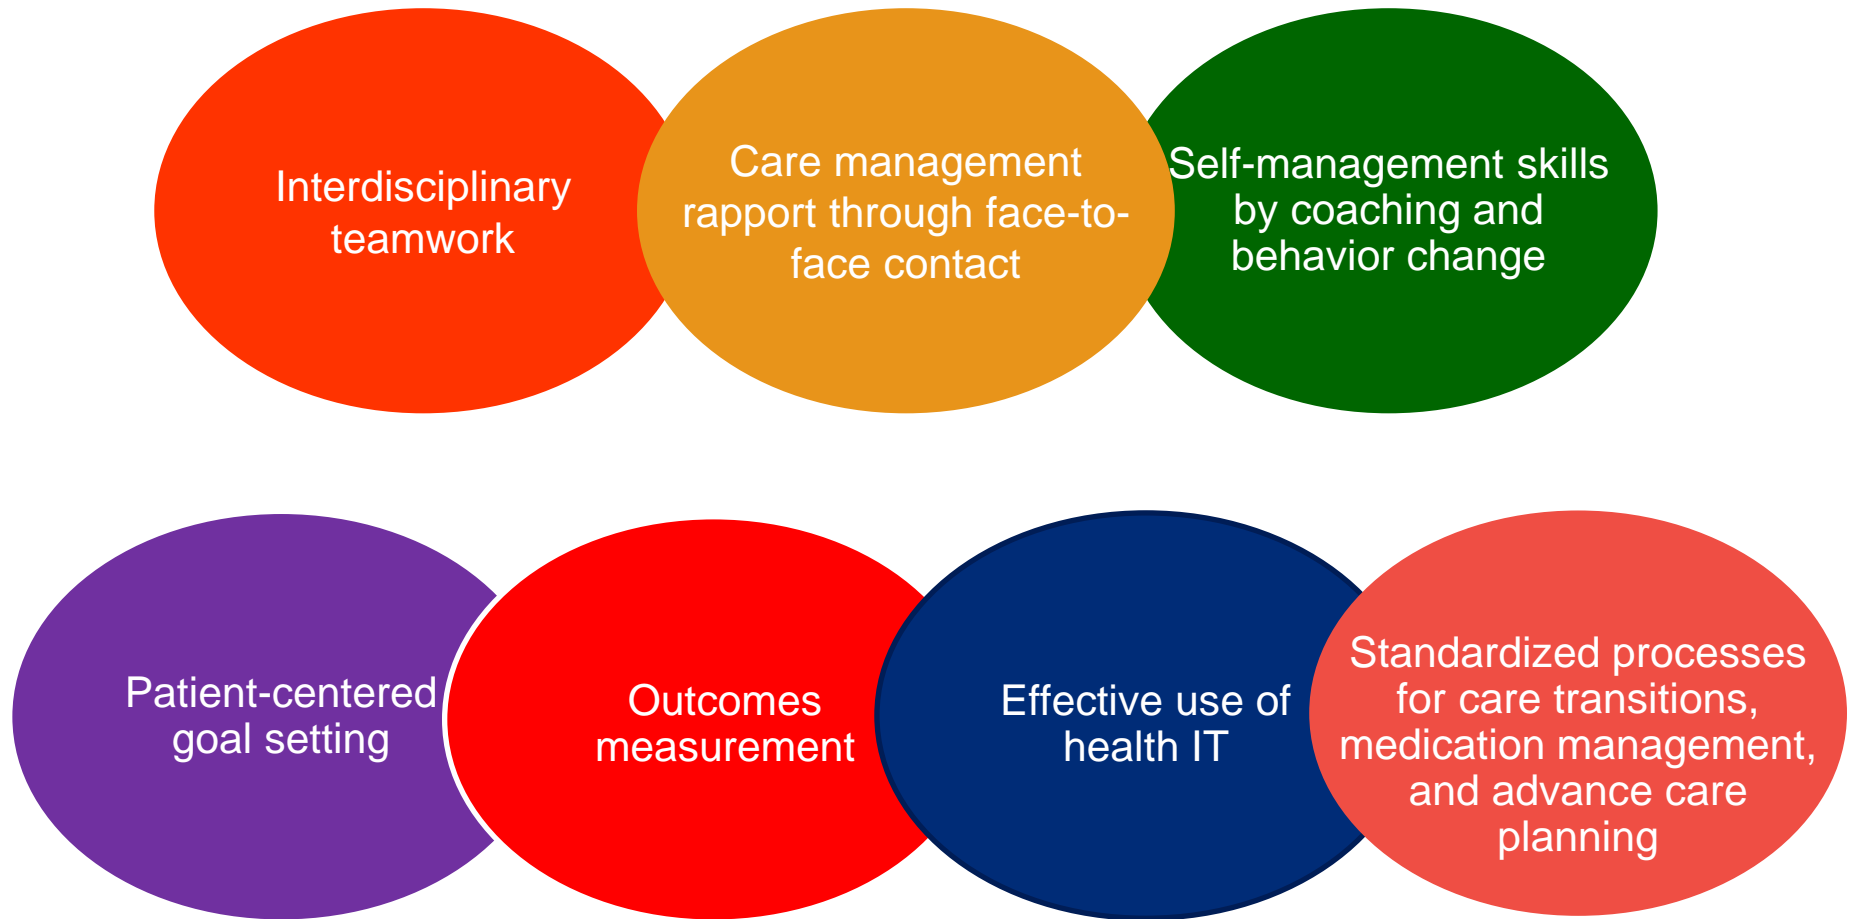 Interdisciplinary
teamwork
Care management
rapport through face-to-
face contact
Self-management skills
by coaching and
behavior change
Patient-centered
goal setting
Outcomes
measurement
Effective use of
health IT
Standardized processes
for care transitions,
medication management,
and advance care
planning